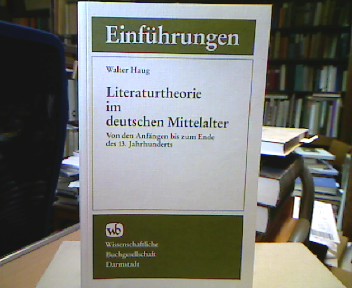 Einführungen
Walter Haug
Literaturtheorie
im
deutschen Mittelalter
Von den Anfängen bis zum Ende
des 13. Jahrhunderts
wb
Wissenschaftliche
Buchgesellschaft
Darmstadt